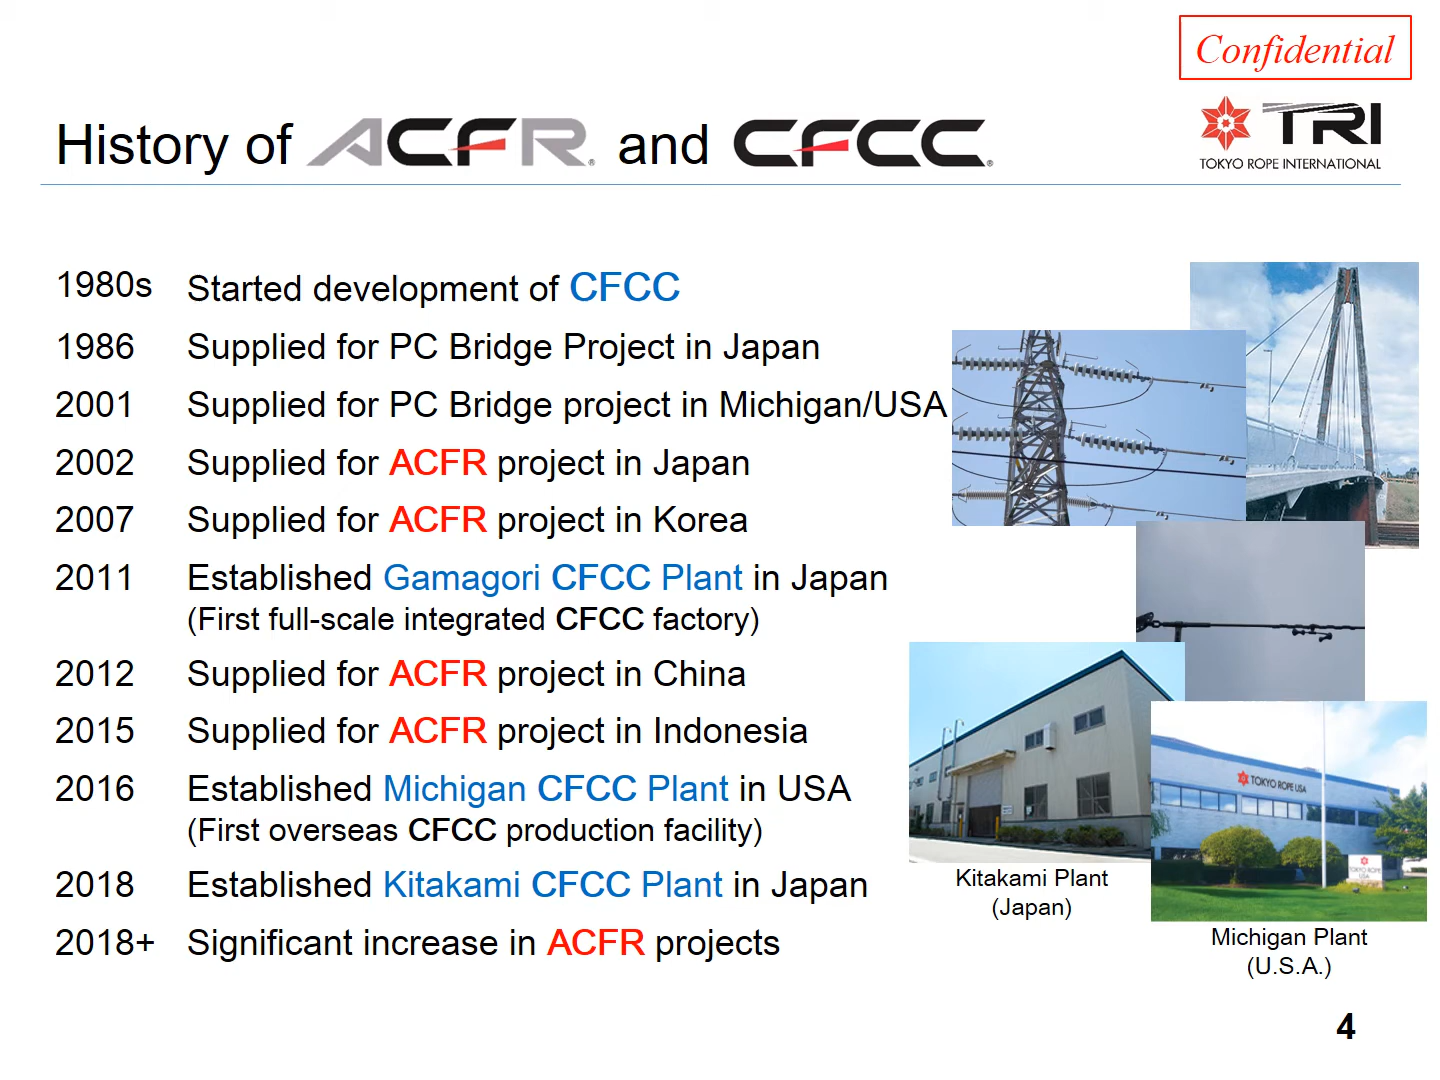 Confidential
History of ACFR® and CFCC®
TRI
TOKYO ROPE INTERNATIONAL
1980s Started development of CFCC
1986 Supplied for PC Bridge Project in Japan
2001 Supplied for PC Bridge project in Michigan/USA
2002 Supplied for ACFR project in Japan
2007 Supplied for ACFR project in Korea
2011 Established Gamagori CFCC Plant in Japan
(First full-scale integrated CFCC factory)
2012 Supplied for ACFR project in China
2015 Supplied for ACFR project in Indonesia
2016 Established Michigan CFCC Plant in USA
(First overseas CFCC production facility)
2018 Established Kitakami CFCC Plant in Japan
2018+ Significant increase in ACFR projects
TOKYO ROPE USA
TOKYO ROPE
USA
Kitakami Plant
(Japan)
Michigan Plant
(U.S.A.)
4